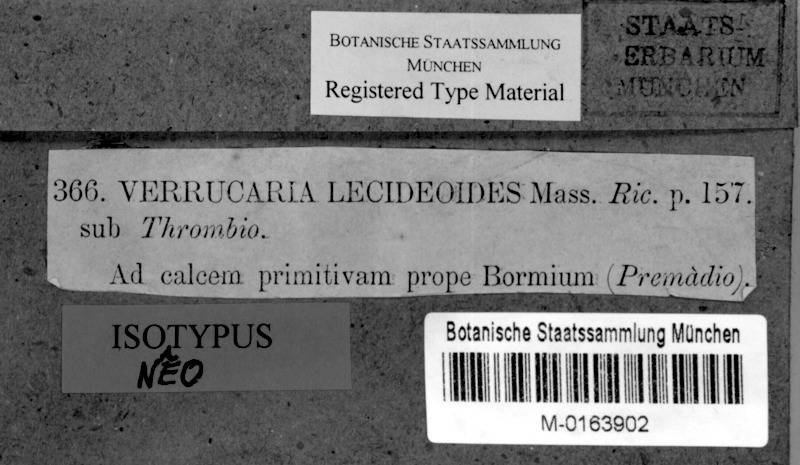 BOTANISCHE STAATSSAMMLUNG
MÜNCHEN
Registered Type Material
STAATS-
ERBARIUM
MÜNCHEN
366. VERRUCARIA LECIDEOIDES Mass. Ric. p. 157.
sub Thrombio.
Ad calcem primitivam prope Bormium (Premàdio).
ISOTYPUS
NEO
Botanische Staatssammlung München
M-0163902